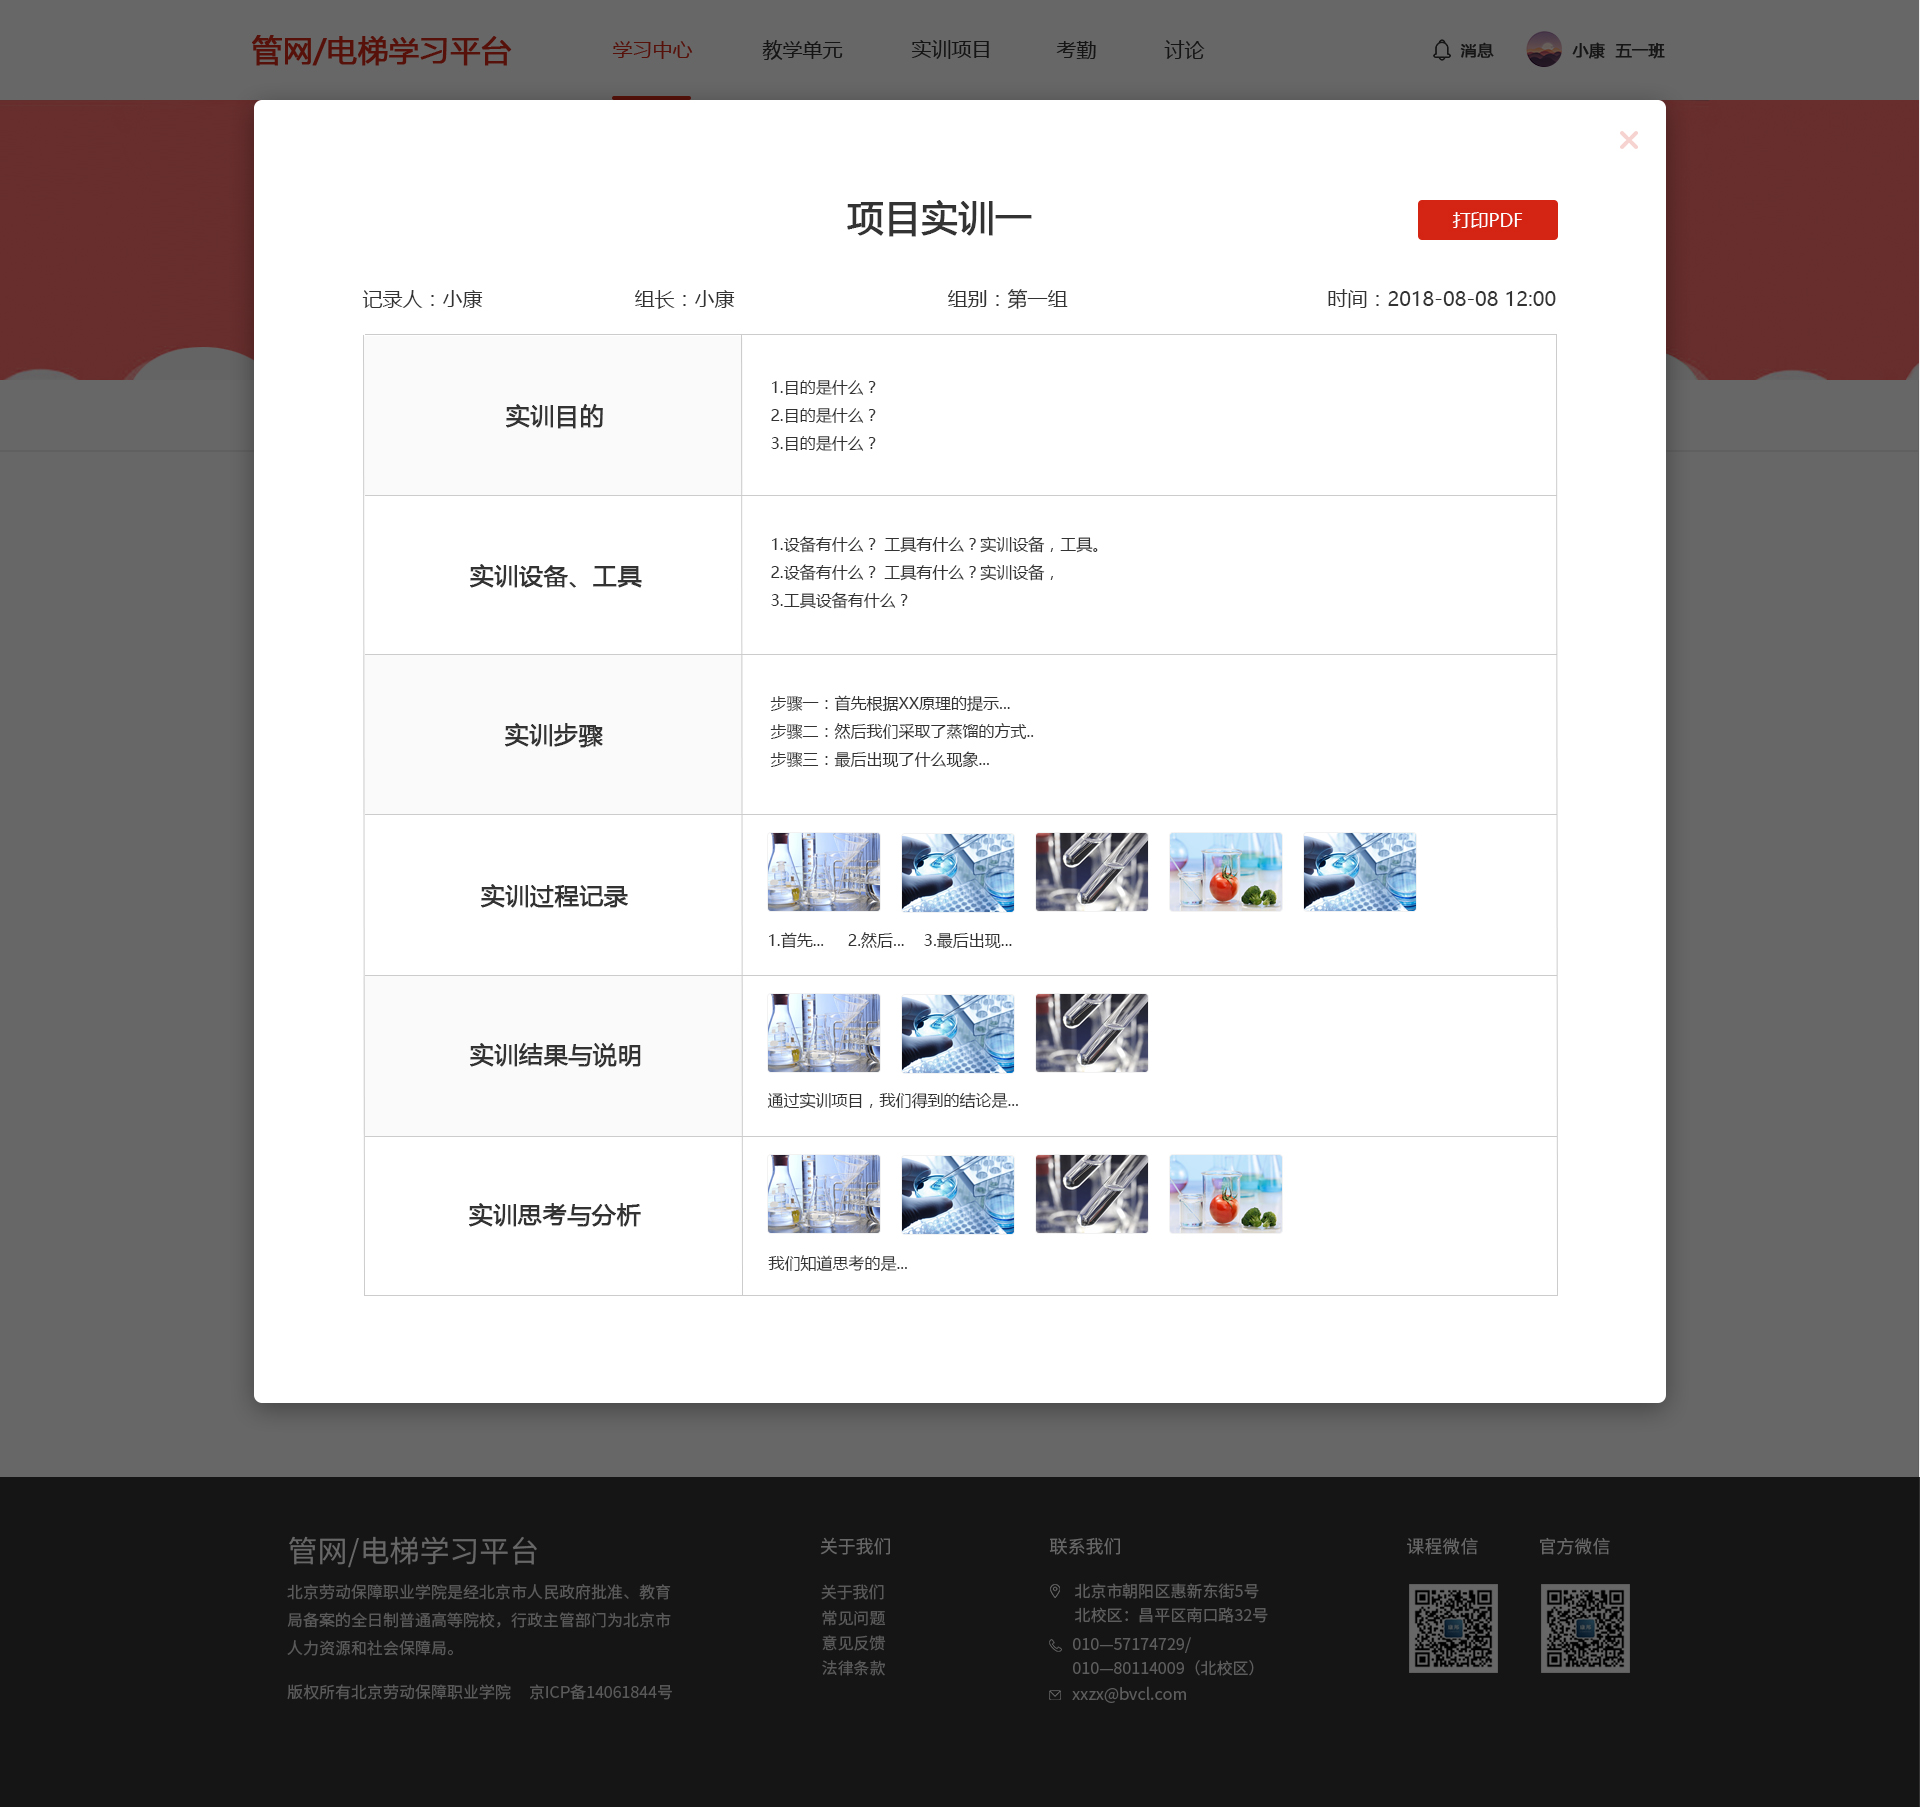 管网/电梯学习平台 学习中心 教学单元 实训项目 考勤 讨论 消息 小康 五一班
项目实训一
打印PDF
记录人：小康 组长：小康 组别：第一组 时间：2018-08-08 12:00
实训目的
1.目的是什么？
2.目的是什么？
3.目的是什么？
实训设备、工具
1.设备有什么？ 工具有什么？实训设备，工具。
2.设备有什么？ 工具有什么？实训设备，
3.工具设备有什么？
实训步骤
步骤一：首先根据XX原理的提示...
步骤二：然后我们采取了蒸馏的方式..
步骤三：最后出现了什么现象...
实训过程记录
1.首先... 2.然后... 3.最后出现...
实训结果与说明
通过实训项目，我们得到的结论是...
实训思考与分析
我们知道思考的是...
管网/电梯学习平台
北京劳动保障职业学院是经北京市人民政府批准、教育
局备案的全日制普通高等院校，行政主管部门为北京市
人力资源和社会保障局。
版权所有北京劳动保障职业学院 京ICP备14061844号
关于我们
关于我们
常见问题
意见反馈
法律条款
联系我们
北京市朝阳区惠新东街5号
北校区：昌平区南口路32号
010—57174729/
010—80114009（北校区）
xxzx@bvcl.com
课程微信 官方微信